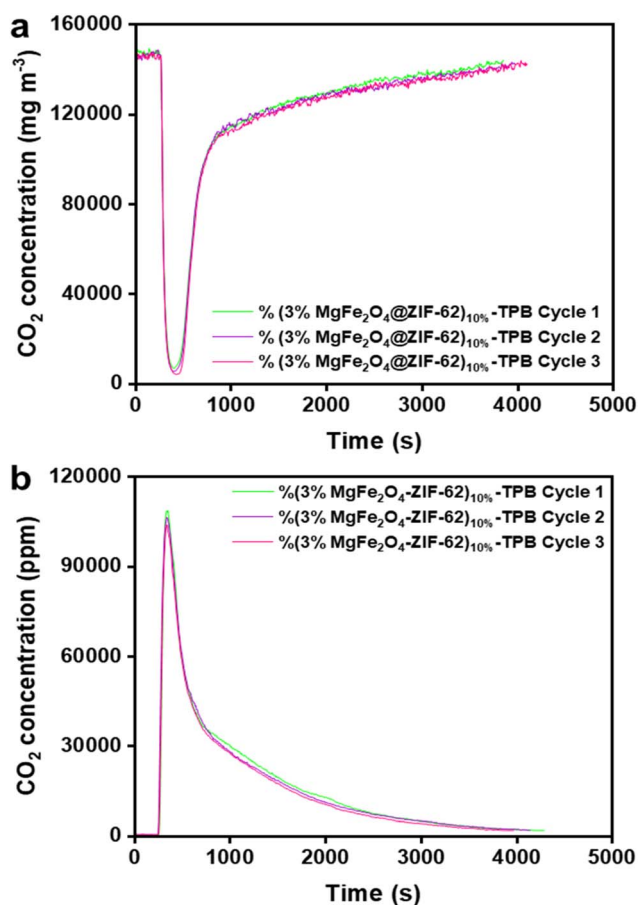 a
160000
120000
80000
40000
0
CO₂ concentration (mg m⁻³)
% (3% MgFe₂O₄@ZIF-62)₁₀%-TPB Cycle 1
% (3% MgFe₂O₄@ZIF-62)₁₀%-TPB Cycle 2
% (3% MgFe₂O₄@ZIF-62)₁₀%-TPB Cycle 3
0 1000 2000 3000 4000 5000
Time (s)
b
120000
90000
60000
30000
0
CO₂ concentration (ppm)
%(3% MgFe₂O₄-ZIF-62)₁₀%-TPB Cycle 1
%(3% MgFe₂O₄-ZIF-62)₁₀%-TPB Cycle 2
%(3% MgFe₂O₄-ZIF-62)₁₀%-TPB Cycle 3
0 1000 2000 3000 4000 5000
Time (s)